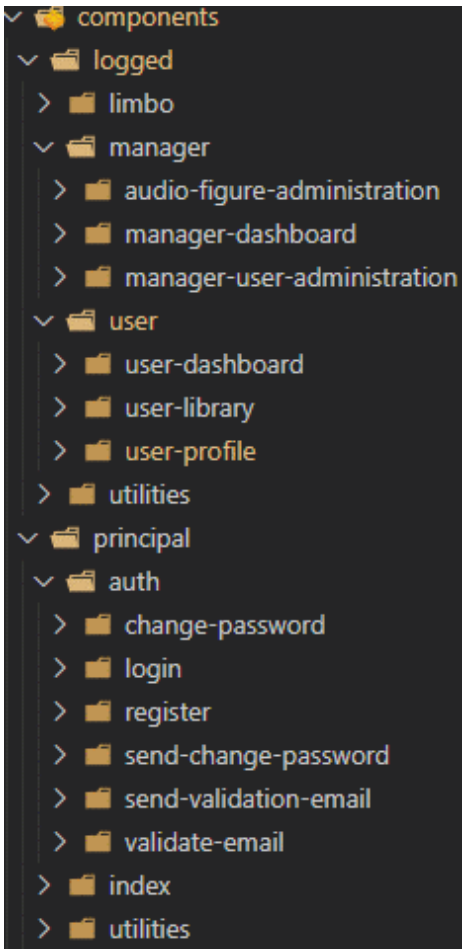 components
logged
limbo
manager
audio-figure-administration
manager-dashboard
manager-user-administration
user
user-dashboard
user-library
user-profile
utilities
principal
auth
change-password
login
register
send-change-password
send-validation-email
validate-email
index
utilities